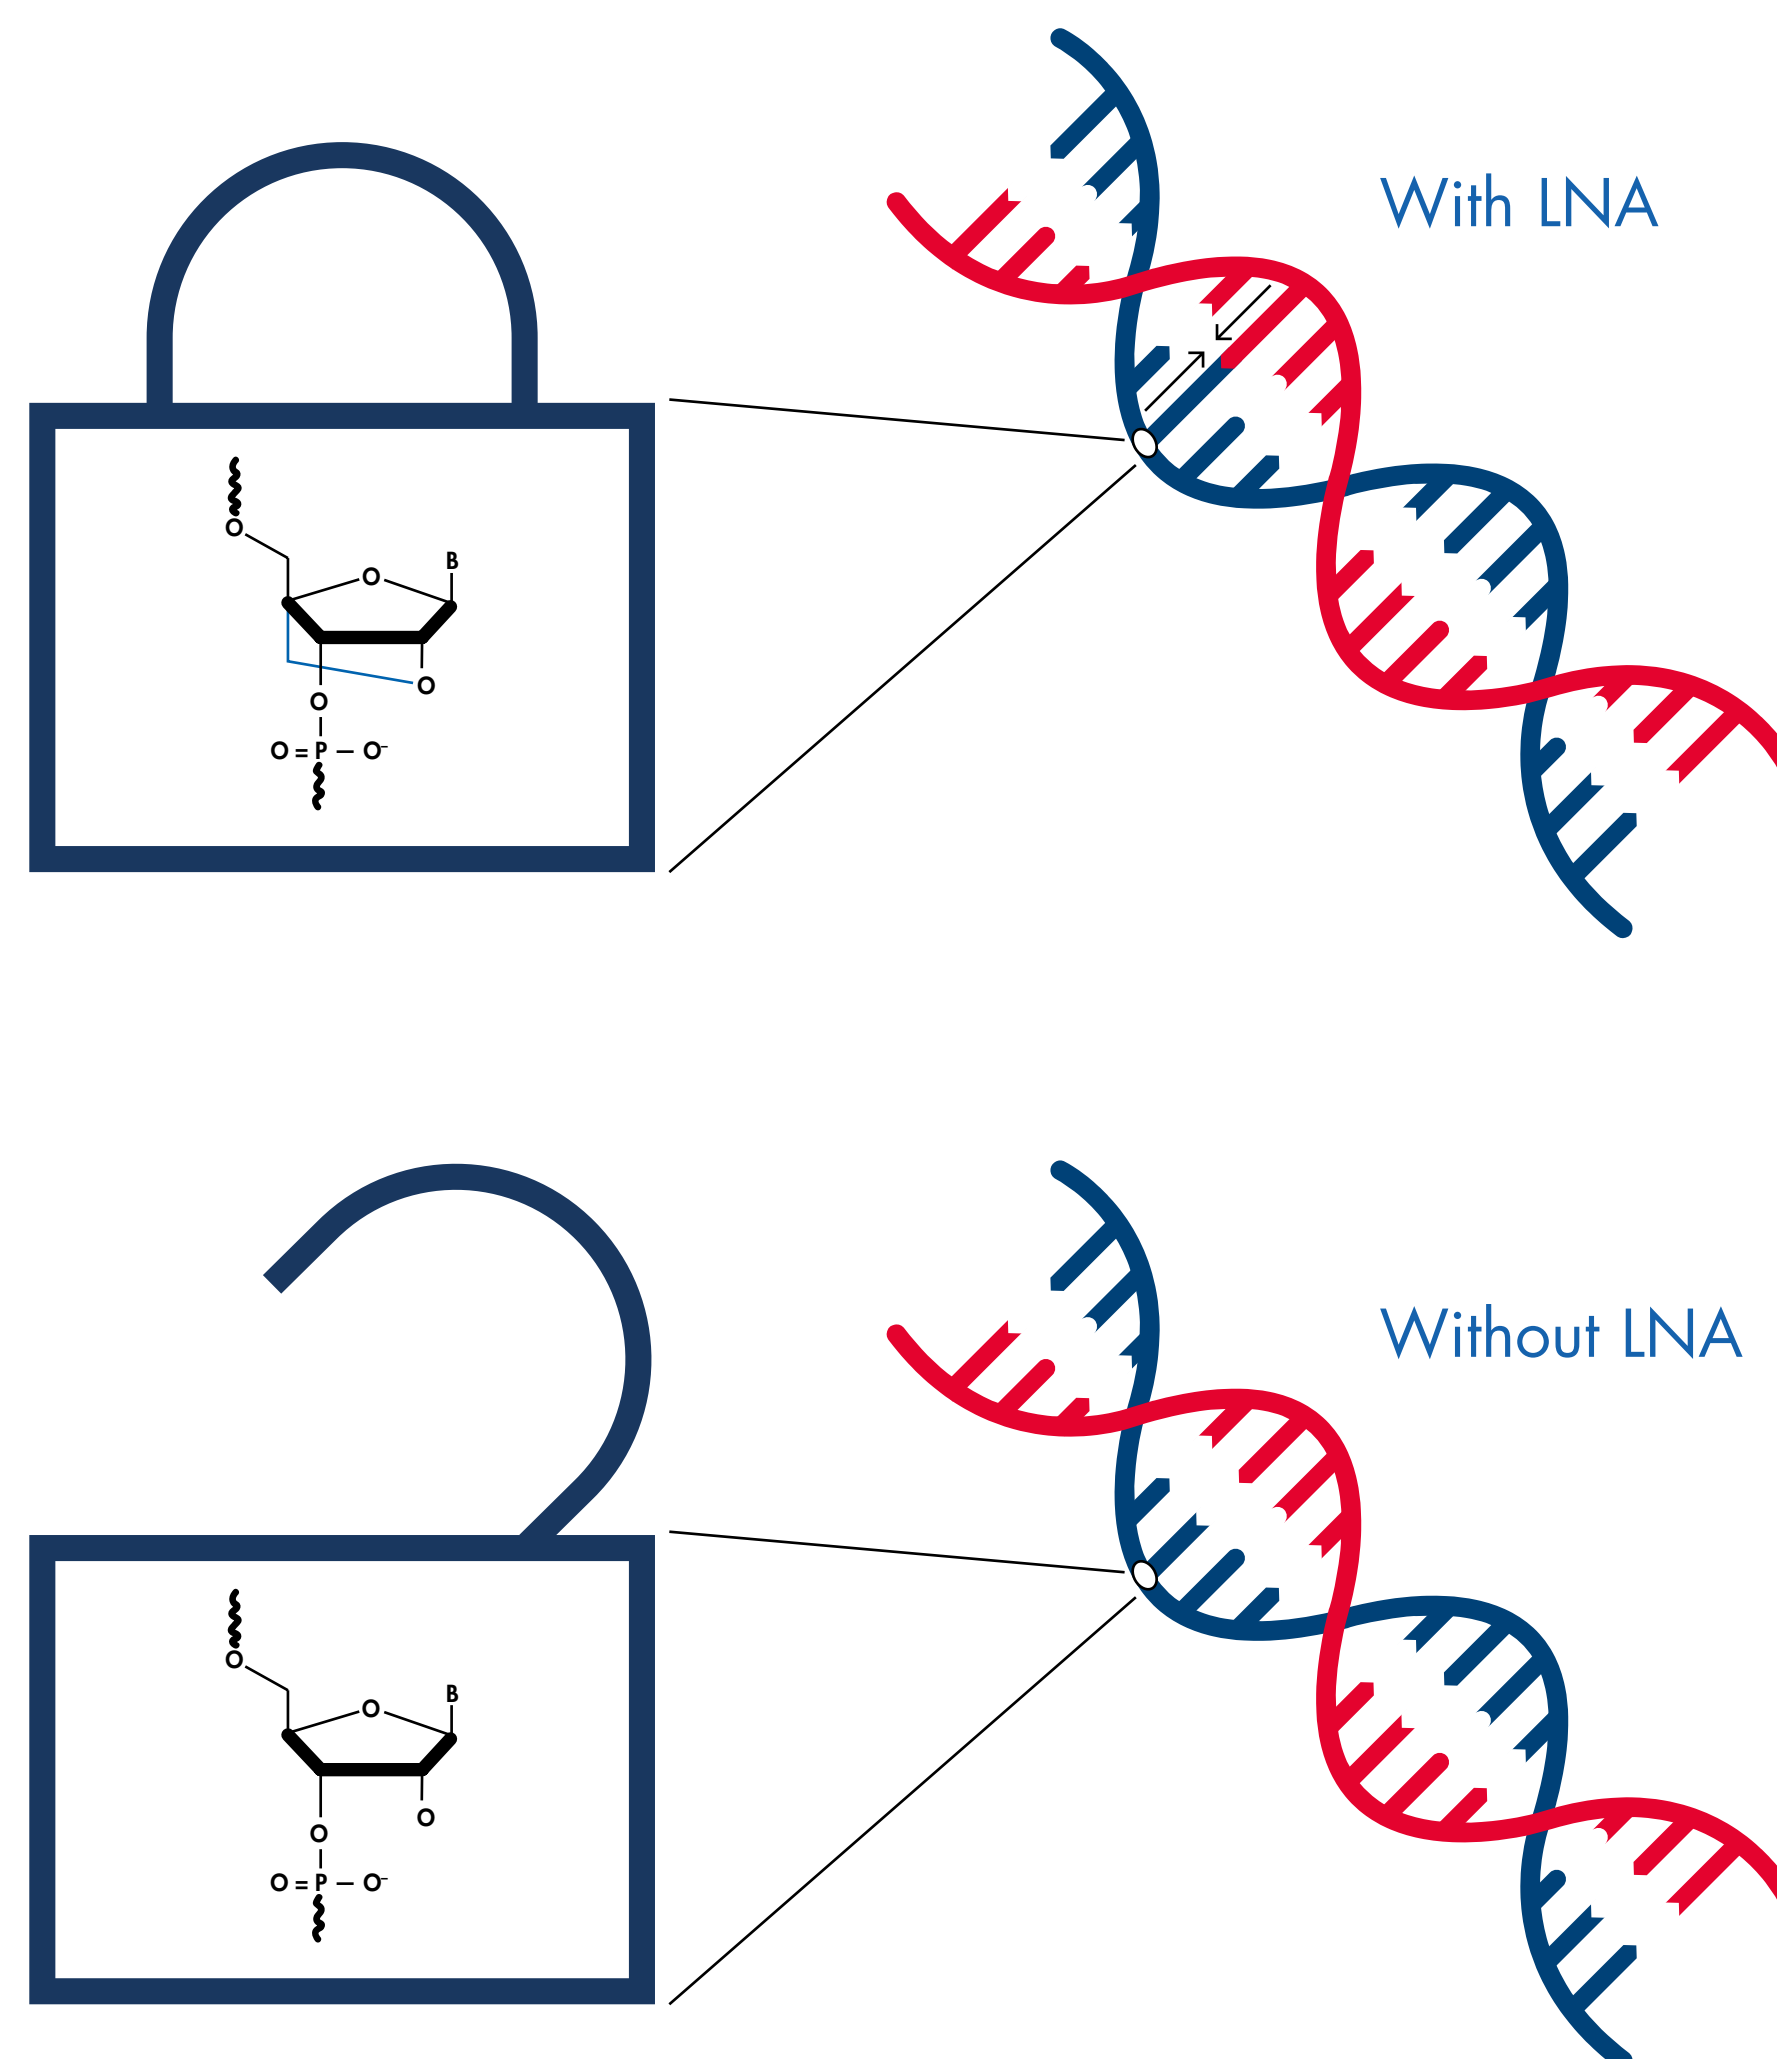 With LNA
O
B
O
O
O
O = P — O⁻
Without LNA
O
B
O
O
O
O = P — O⁻